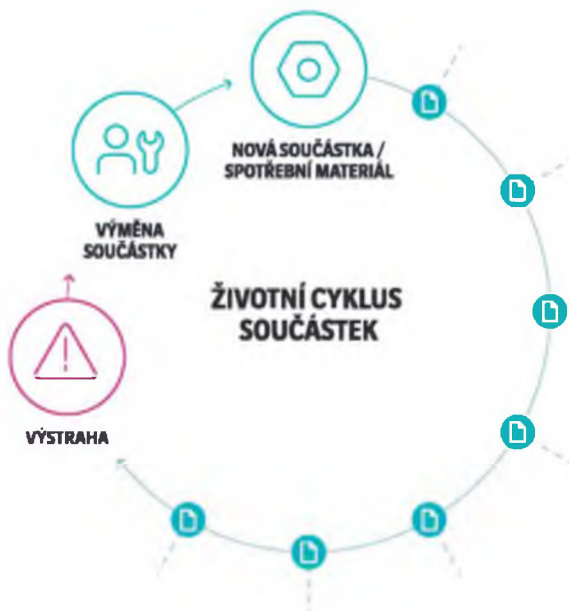 NOVÁ SOUČÁSTKA /
SPOTŘEBNÍ MATERIÁL
VÝMĚNA
SOUČÁSTKY
ŽIVOTNÍ CYKLUS
SOUČÁSTEK
VÝSTRAHA